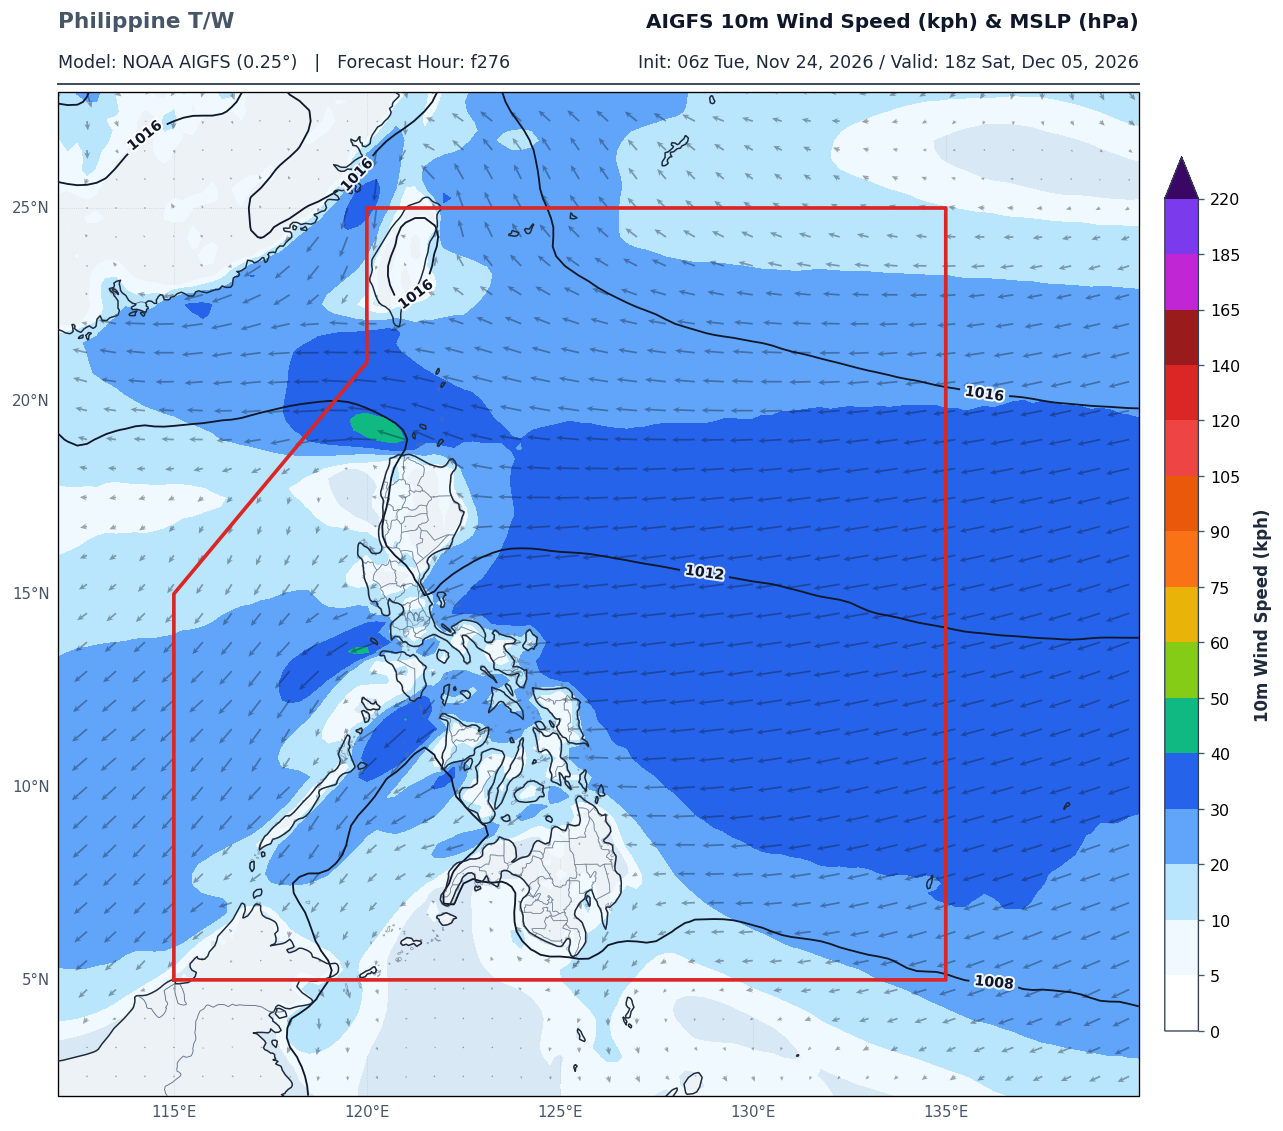 Philippine T/W
AIGFS 10m Wind Speed (kph) & MSLP (hPa)
Model: NOAA AIGFS (0.25°) | Forecast Hour: f276
Init: 06z Tue, Nov 24, 2026 / Valid: 18z Sat, Dec 05, 2026
1016
1016
1016
1016
1012
1008
25°N
20°N
15°N
10°N
5°N
115°E
120°E
125°E
130°E
135°E
220
185
165
140
120
105
90
75
60
50
40
30
20
10
5
0
10m Wind Speed (kph)